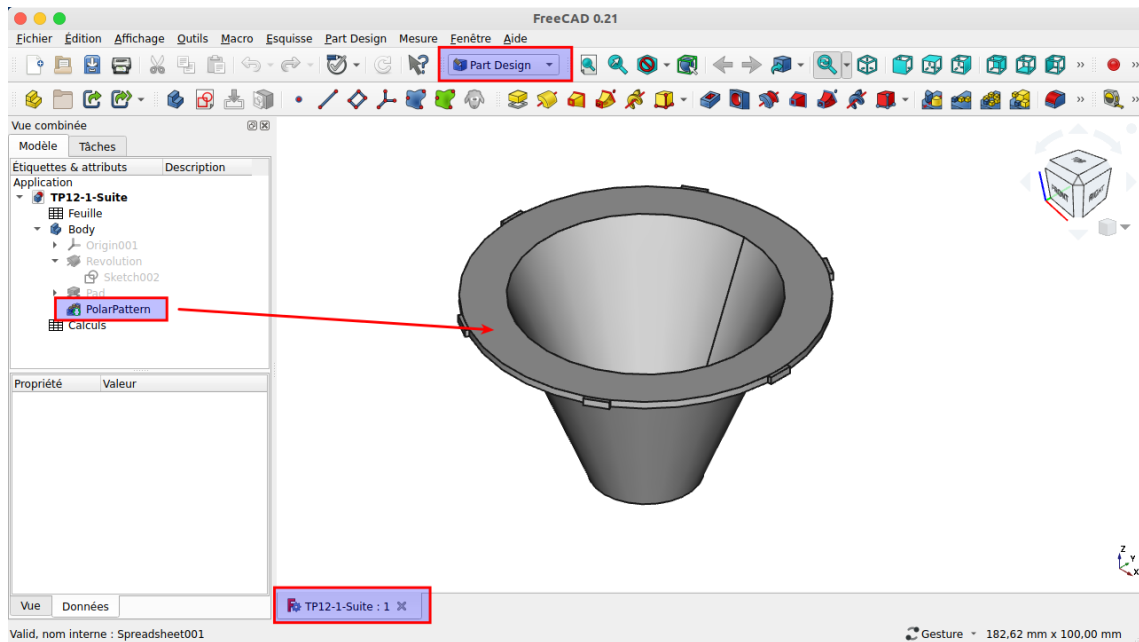 FreeCAD 0.21
Fichier Édition Affichage Outils Macro Esquisse Part Design Mesure Fenêtre Aide
Part Design
Vue combinée
Modèle Tâches
Étiquettes & attributs Description
Application
TP12-1-Suite
Feuille
Body
Origin001
Revolution
Sketch002
Pad
PolarPattern
Calculs
Propriété Valeur
FRONT RIGHT
Z
Y
X
Vue Données
TP12-1-Suite : 1
Valid, nom interne : Spreadsheet001
Gesture 182,62 mm x 100,00 mm